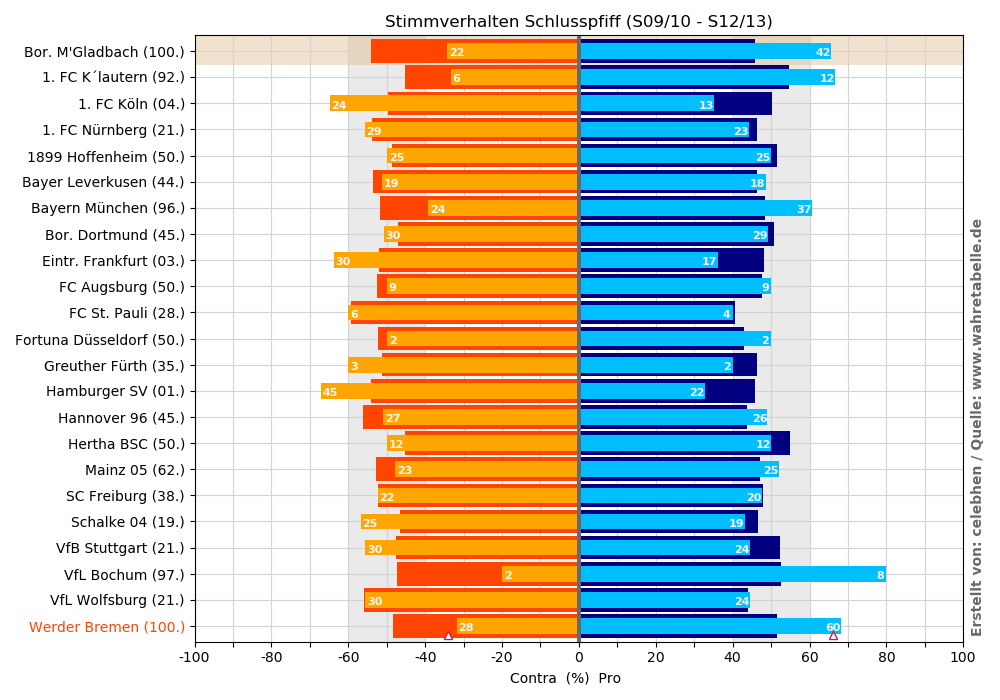 Stimmverhalten Schlusspfiff (S09/10 - S12/13)
Bor. M'Gladbach (100.) 22 42
1. FC K´lautern (92.) 6 12
1. FC Köln (04.) 24 13
1. FC Nürnberg (21.) 29 23
1899 Hoffenheim (50.) 25 25
Bayer Leverkusen (44.) 19 18
Bayern München (96.) 24 37
Bor. Dortmund (45.) 30 29
Eintr. Frankfurt (03.) 30 17
FC Augsburg (50.) 9 9
FC St. Pauli (28.) 6 4
Fortuna Düsseldorf (50.) 2 2
Greuther Fürth (35.) 3 2
Hamburger SV (01.) 45 22
Hannover 96 (45.) 27 26
Hertha BSC (50.) 12 12
Mainz 05 (62.) 23 25
SC Freiburg (38.) 22 20
Schalke 04 (19.) 25 19
VfB Stuttgart (21.) 30 24
VfL Bochum (97.) 2 8
VfL Wolfsburg (21.) 30 24
Werder Bremen (100.) 28 60
-100 -80 -60 -40 -20 0 20 40 60 80 100
Contra (%) Pro
Erstellt von: celebhen / Quelle: www.wahretabelle.de